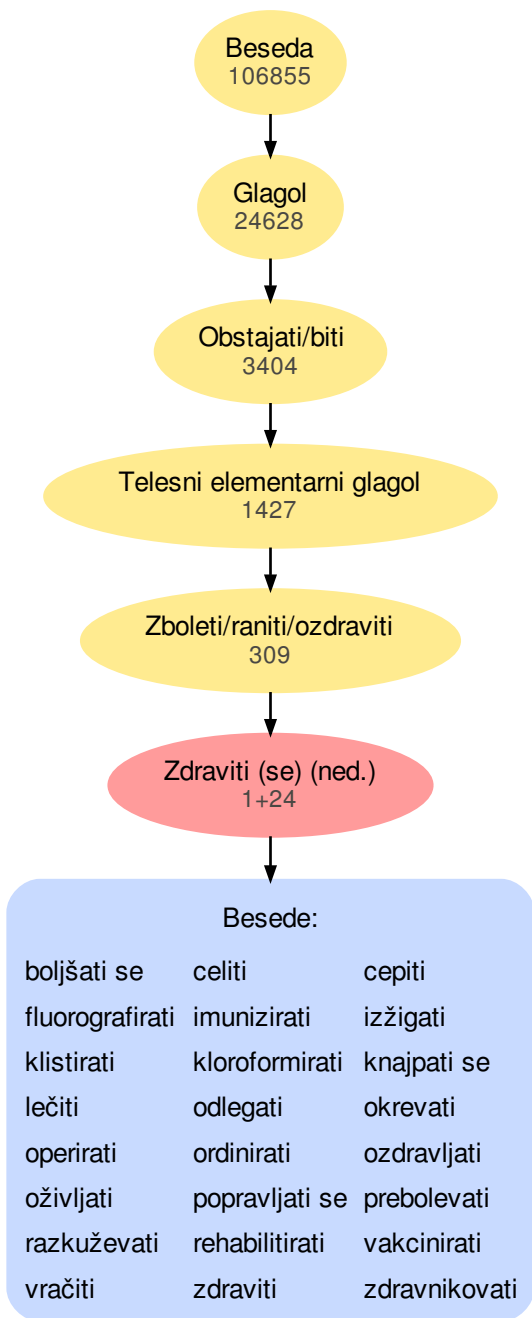 Beseda
106855
Glagol
24628
Obstajati/biti
3404
Telesni elementarni glagol
1427
Zboleti/raniti/ozdraviti
309
Zdraviti (se) (ned.)
1+24
Besede:
boljšati se celiti cepiti
fluorografirati imunizirati izžigati
klistirati kloroformirati knajpati se
lečiti odlegati okrevati
operirati ordinirati ozdravljati
oživljati popravljati se prebolevati
razkuževati rehabilitirati vakcinirati
vračiti zdraviti zdravnikovati